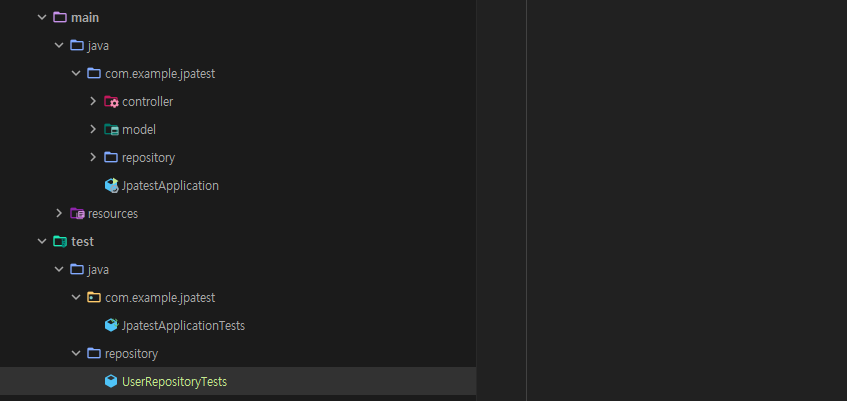 main
java
com.example.jpatest
controller
model
repository
JpatestApplication
resources
test
java
com.example.jpatest
JpatestApplicationTests
repository
UserRepositoryTests